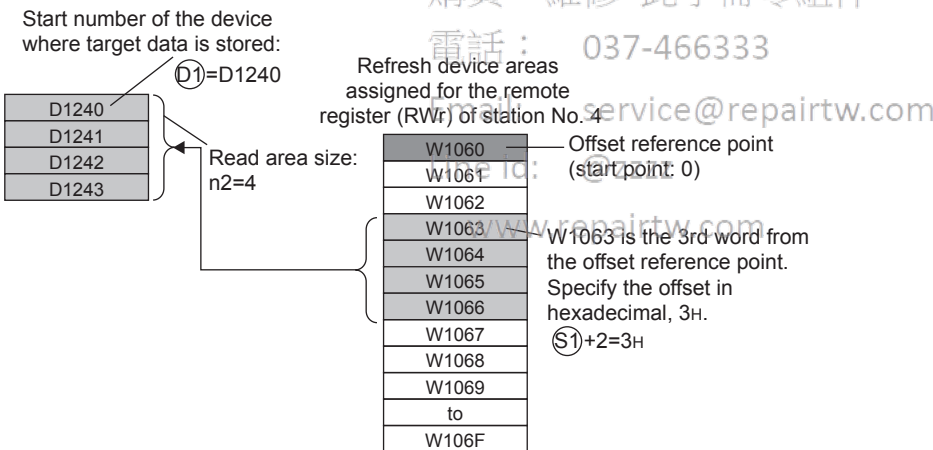 Start number of the device
where target data is stored:
D1=D1240
D1240
D1241
D1242
D1243
Read area size:
n2=4
Refresh device areas
assigned for the remote
register (RWr) of station No. 4
W1060
W1061
W1062
W1063
W1064
W1065
W1066
W1067
W1068
W1069
to
W106F
Offset reference point
(start point: 0)
W1063 is the 3rd word from
the offset reference point.
Specify the offset in
hexadecimal, 3H.
S1+2=3H
電話： 037-466333
Email: service@repairtw.com
Line id: @zzzz
www.repairtw.com